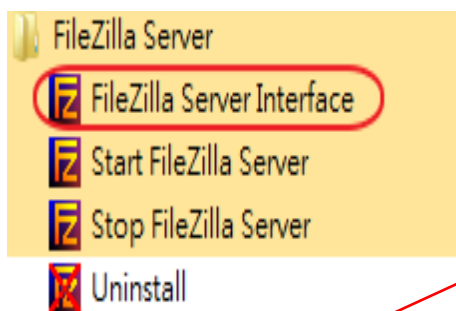 FileZilla Server
FileZilla Server Interface
Start FileZilla Server
Stop FileZilla Server
Uninstall